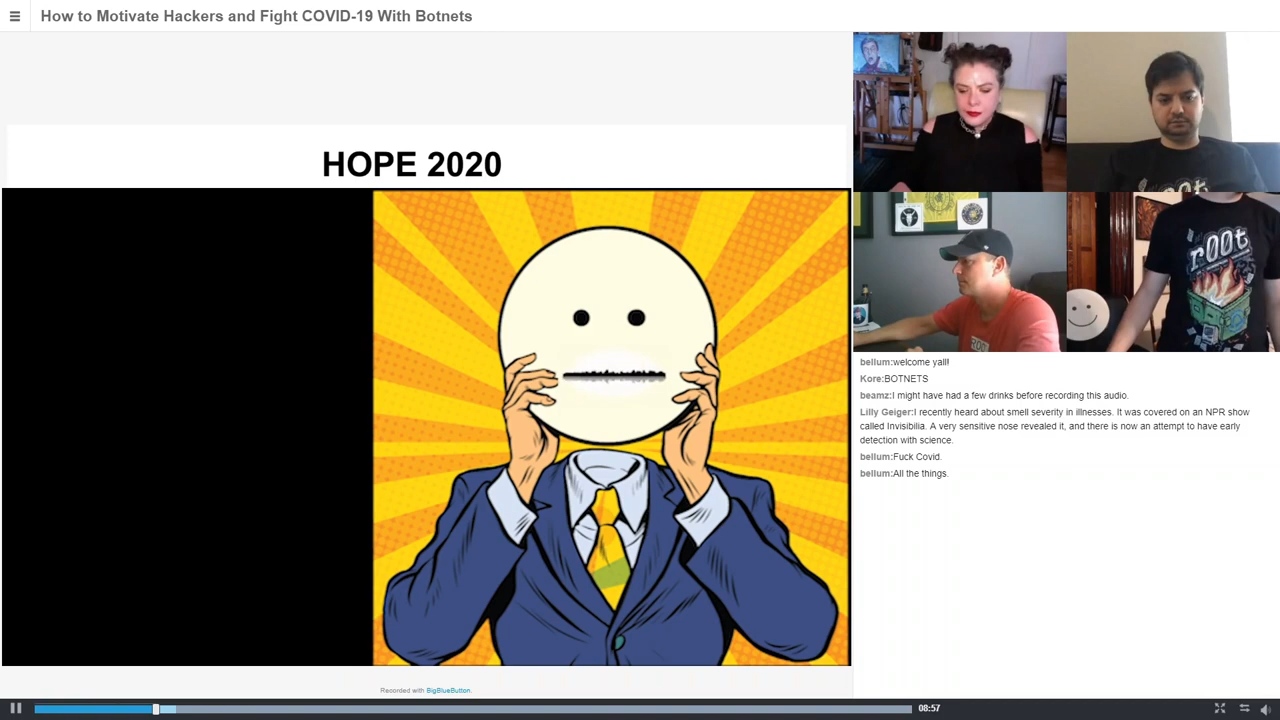 How to Motivate Hackers and Fight COVID-19 With Botnets
HOPE 2020
r00t
bellum:welcome yall!
Kore:BOTNETS
beamz:I might have had a few drinks before recording this audio.
Lilly Geiger:I recently heard about smell severity in illnesses. It was covered on an NPR show
called Invisibilia. A very sensitive nose revealed it, and there is now an attempt to have early
detection with science.
bellum:Fuck Covid.
bellum:All the things.
Recorded with BigBlueButton.
08:57